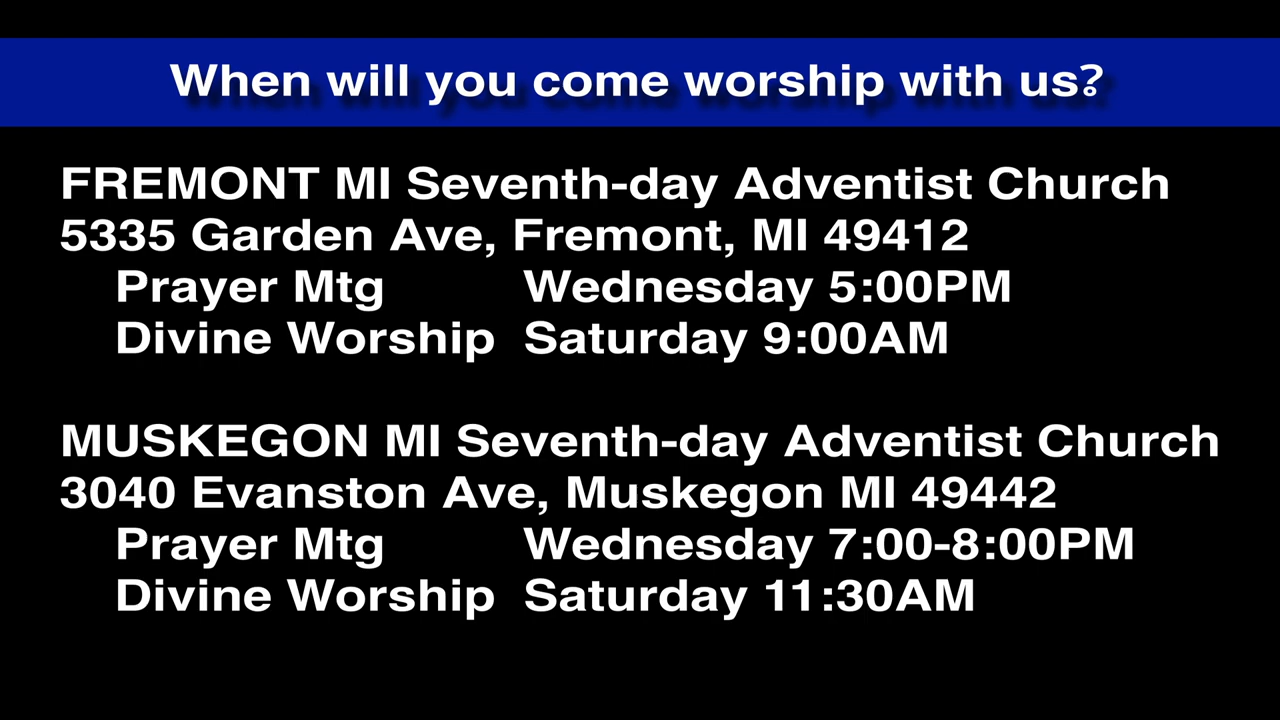 When will you come worship with us?
FREMONT MI Seventh-day Adventist Church
5335 Garden Ave, Fremont, MI 49412
Prayer Mtg Wednesday 5:00PM
Divine Worship Saturday 9:00AM
MUSKEGON MI Seventh-day Adventist Church
3040 Evanston Ave, Muskegon MI 49442
Prayer Mtg Wednesday 7:00-8:00PM
Divine Worship Saturday 11:30AM